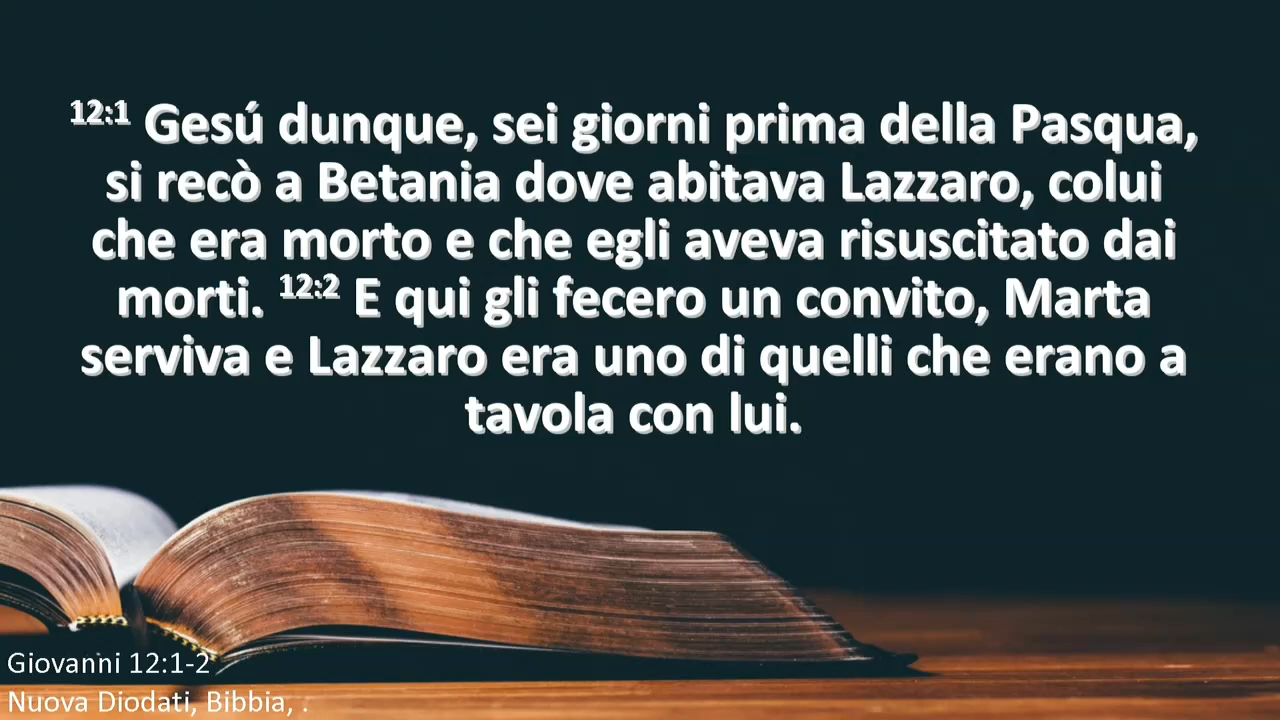 12:1 Gesú dunque, sei giorni prima della Pasqua,
si recò a Betania dove abitava Lazzaro, colui
che era morto e che egli aveva risuscitato dai
morti. 12:2 E qui gli fecero un convito, Marta
serviva e Lazzaro era uno di quelli che erano a
tavola con lui.
Giovanni 12:1-2
Nuova Diodati, Bibbia, .